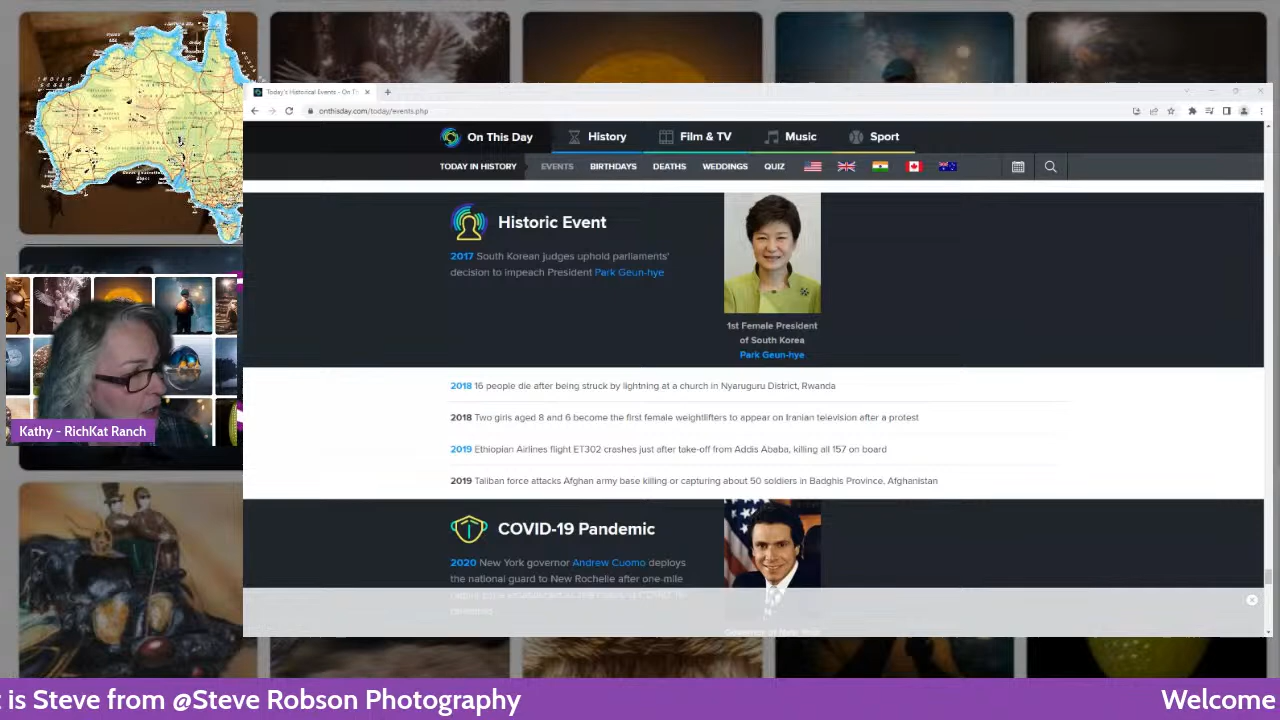 INDIAN
OCEAN
Today's Historical Events - On Th
onthisday.com/today/events.php
On This Day
History
Film & TV
Music
Sport
TODAY IN HISTORY
EVENTS
BIRTHDAYS
DEATHS
WEDDINGS
QUIZ
Historic Event
2017 South Korean judges uphold parliaments'
decision to impeach President Park Geun-hye
1st Female President
of South Korea
Park Geun-hye
2018 16 people die after being struck by lightning at a church in Nyaruguru District, Rwanda
2018 Two girls aged 8 and 6 become the first female weightlifters to appear on Iranian television after a protest
2019 Ethiopian Airlines flight ET302 crashes just after take-off from Addis Ababa, killing all 157 on board
2019 Taliban force attacks Afghan army base killing or capturing about 50 soldiers in Badghis Province, Afghanistan
COVID-19 Pandemic
2020 New York governor Andrew Cuomo deploys
the national guard to New Rochelle after one-mile
Kathy - RichKat Ranch
is Steve from @Steve Robson Photography
Welcome